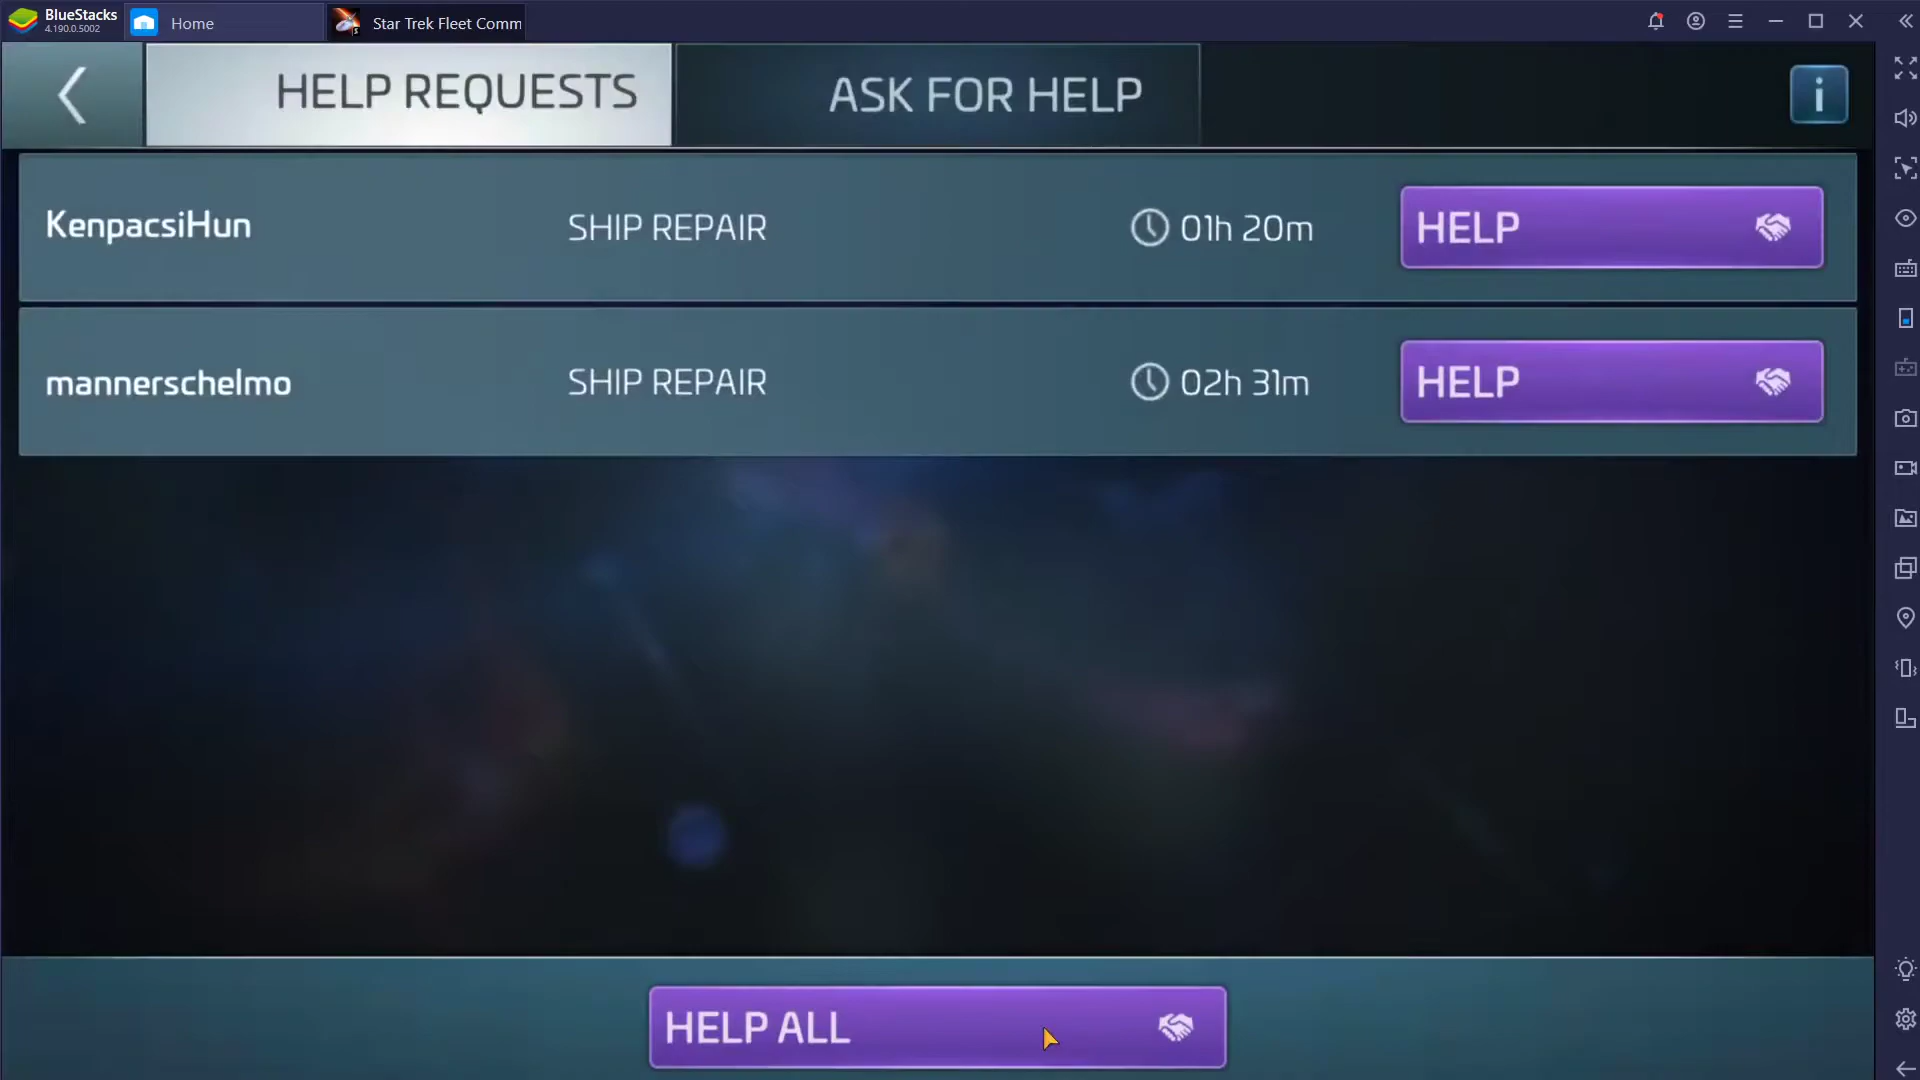 BlueStacks
4.190.0.5002
Home
Star Trek Fleet Comm
HELP REQUESTS
ASK FOR HELP
i
KenpacsiHun
SHIP REPAIR
01h 20m
HELP
mannerschelmo
SHIP REPAIR
02h 31m
HELP
HELP ALL